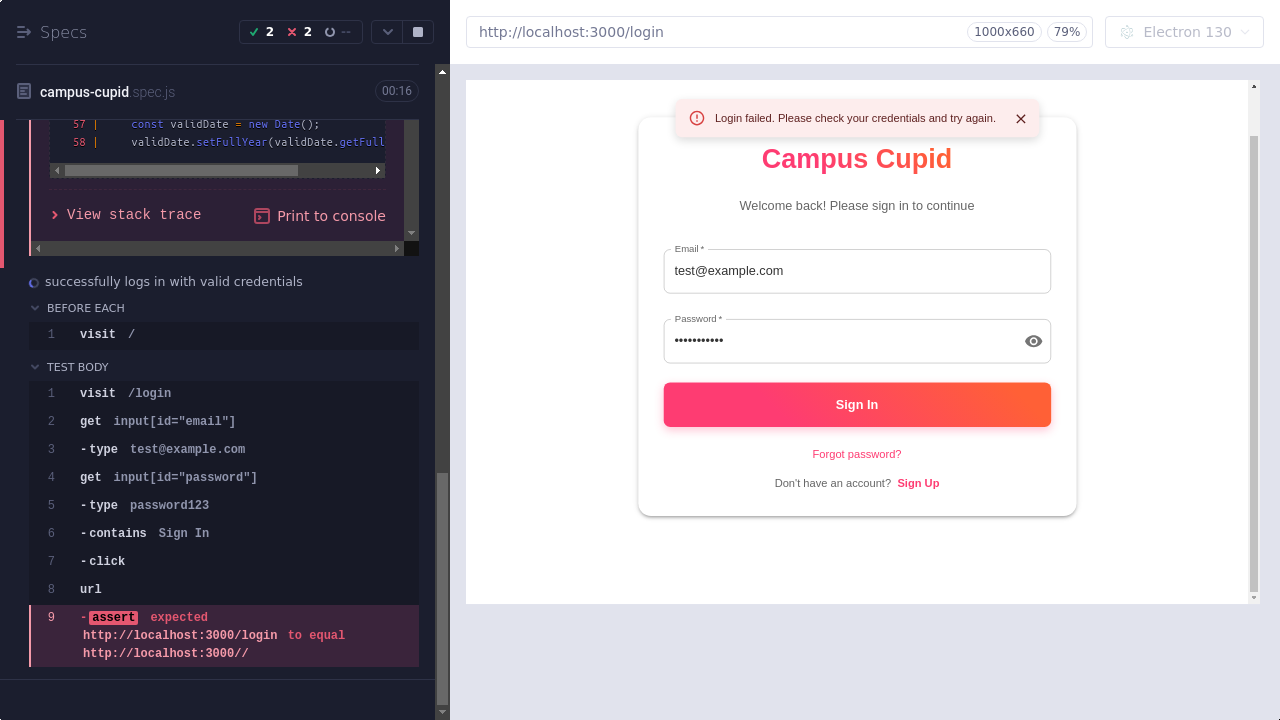 Specs
2
2
--
campus-cupid.spec.js
00:16
57 | const validDate = new Date();
58 | validDate.setFullYear(validDate.getFull
View stack trace
Print to console
successfully logs in with valid credentials
BEFORE EACH
1 visit /
TEST BODY
1 visit /login
2 get input[id="email"]
3 -type test@example.com
4 get input[id="password"]
5 -type password123
6 -contains Sign In
7 -click
8 url
9 -assert expected
http://localhost:3000/login to equal
http://localhost:3000//
http://localhost:3000/login
1000x660
79%
Electron 130
Login failed. Please check your credentials and try again.
Campus Cupid
Welcome back! Please sign in to continue
Email *
test@example.com
Password *
•••••••••••
Sign In
Forgot password?
Don't have an account? Sign Up